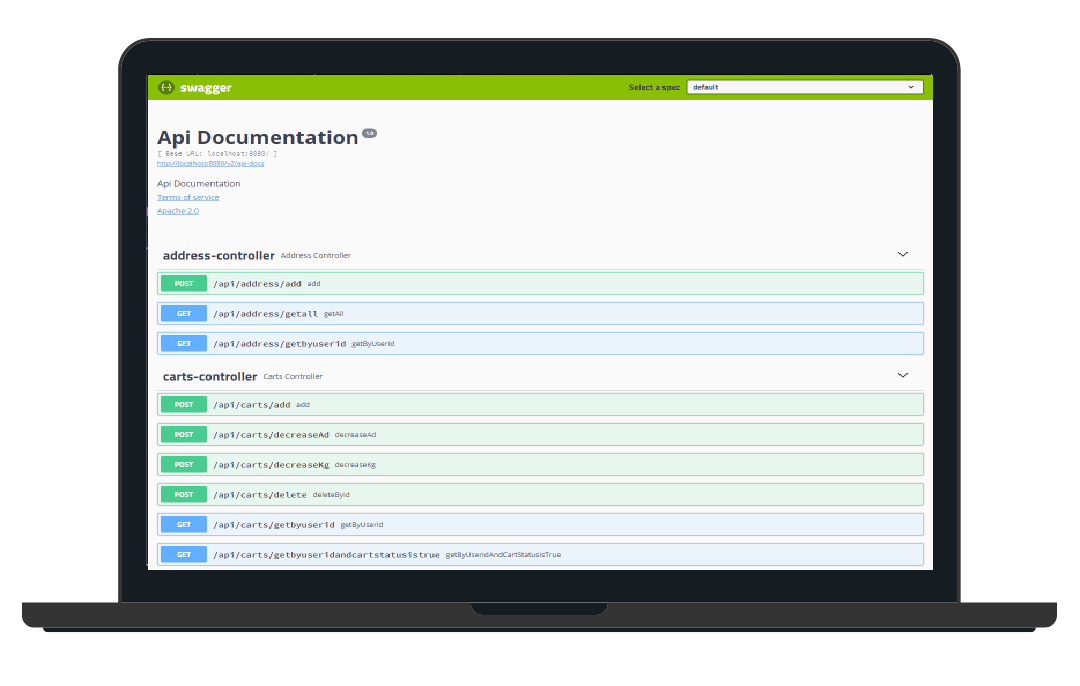 {··} swagger Select a spec default
Api Documentation 1.0
[ Base URL: localhost:8080/ ]
http://localhost:8080/v2/api-docs
Api Documentation
Terms of service
Apache 2.0
address-controller Address Controller
POST /api/address/add add
GET /api/address/getall getAll
GET /api/address/getbyuserid getByUserId
carts-controller Carts Controller
POST /api/carts/add add
POST /api/carts/decreaseAd decreaseAd
POST /api/carts/decreaseKg decreaseKg
POST /api/carts/delete deleteById
GET /api/carts/getbyuserid getByUserId
GET /api/carts/getbyuseridandcartstatusistrue getByUseridAndCartStatusIsTrue